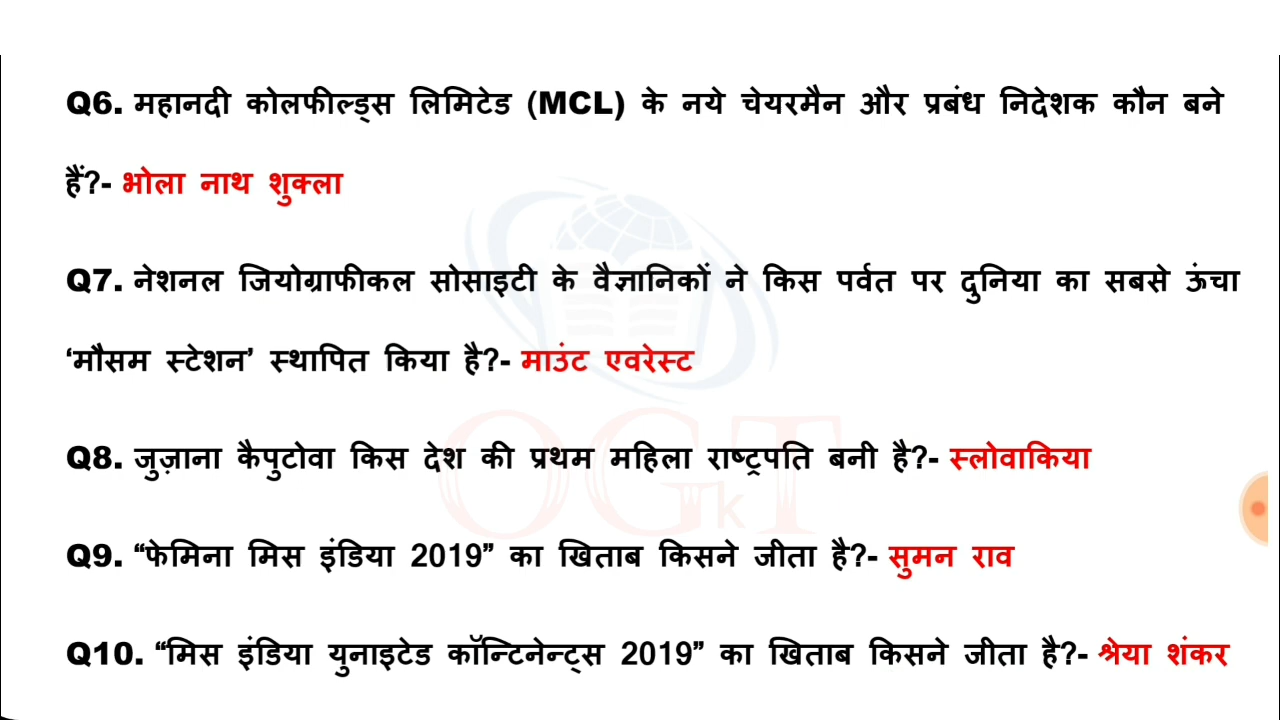 Q6. महानदी कोलफील्ड्स लिमिटेड (MCL) के नये चेयरमैन और प्रबंध निदेशक कौन बने
हैं?- भोला नाथ शुक्ला
Q7. नेशनल जियोग्राफीकल सोसाइटी के वैज्ञानिकों ने किस पर्वत पर दुनिया का सबसे ऊंचा
‘मौसम स्टेशन’ स्थापित किया है?- माउंट एवरेस्ट
Q8. जुज़ाना कैपुटोवा किस देश की प्रथम महिला राष्ट्रपति बनी है?- स्लोवाकिया
OGkT
Q9. “फेमिना मिस इंडिया 2019” का खिताब किसने जीता है?- सुमन राव
Q10. “मिस इंडिया युनाइटेड कॉन्टिनेन्ट्स 2019” का खिताब किसने जीता है?- श्रेया शंकर